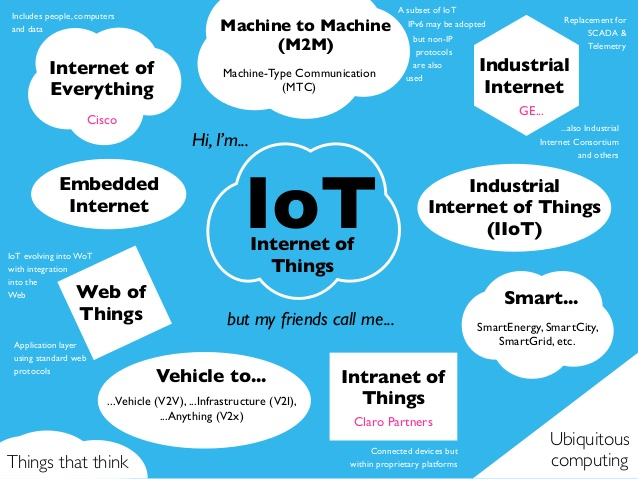 Includes people, computers
and data
Internet of
Everything
Cisco
Machine to Machine
(M2M)
Machine-Type Communication
(MTC)
A subset of IoT
IPv6 may be adopted
but non-IP
protocols
are also
used
Replacement for
SCADA &
Telemetry
Industrial
Internet
GE...
...also Industrial
Internet Consortium
and others
Hi, I'm...
IoT
Internet of
Things
but my friends call me...
Embedded
Internet
Industrial
Internet of Things
(IIoT)
IoT evolving into WoT
with integration
into the
Web
Web of
Things
Application layer
using standard web
protocols
Smart...
SmartEnergy, SmartCity,
SmartGrid, etc.
Vehicle to...
...Vehicle (V2V), ...Infrastructure (V2I),
...Anything (V2x)
Intranet of
Things
Claro Partners
Connected devices but
within proprietary platforms
Things that think
Ubiquitous
computing